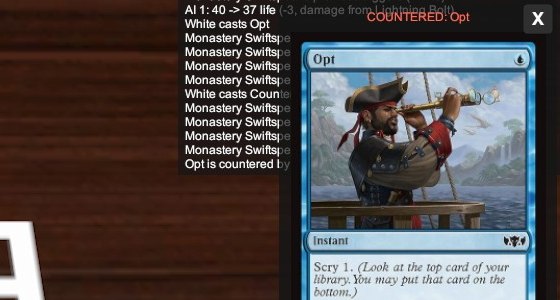 AI 1: 40 -> 37 life (-3, damage from Lightning Bolt).
White casts Opt
Monastery Swiftspe
Monastery Swiftspe
Monastery Swiftspe
Monastery Swiftspe
White casts Counte
Monastery Swiftspe
Monastery Swiftspe
Monastery Swiftspe
Monastery Swiftspe
Opt is countered by
COUNTERED: Opt
X
Opt
Instant
Scry 1. (Look at the top card of your
library. You may put that card on the
bottom.)